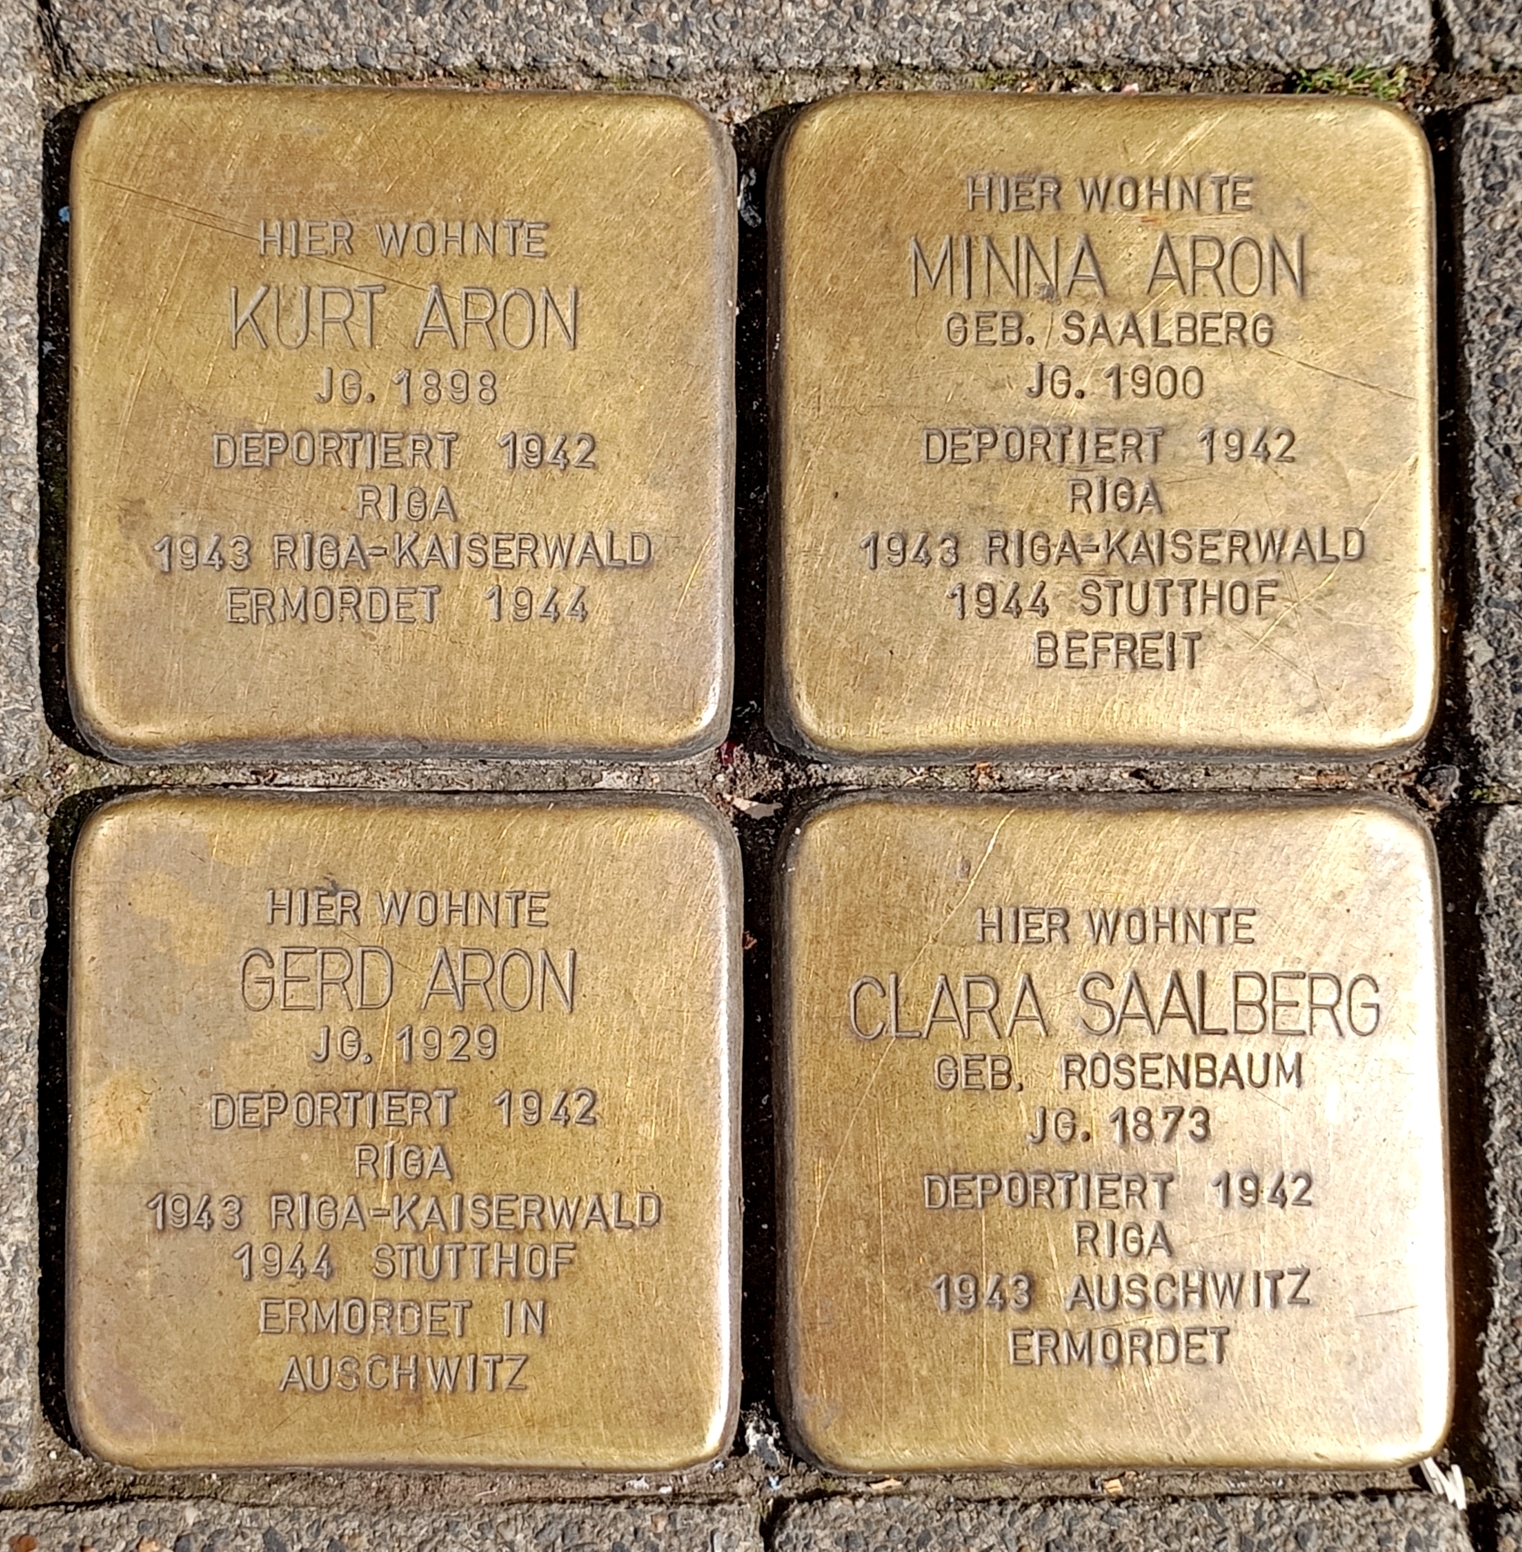 HIER WOHNTE
KURT ARON
JG. 1898
DEPORTIERT 1942
RIGA
1943 RIGA-KAISERWALD
ERMORDET 1944
HIER WOHNTE
MINNA ARON
GEB. SAALBERG
JG. 1900
DEPORTIERT 1942
RIGA
1943 RIGA-KAISERWALD
1944 STUTTHOF
BEFREIT
HIER WOHNTE
GERD ARON
JG. 1929
DEPORTIERT 1942
RIGA
1943 RIGA-KAISERWALD
1944 STUTTHOF
ERMORDET IN
AUSCHWITZ
HIER WOHNTE
CLARA SAALBERG
GEB. ROSENBAUM
JG. 1873
DEPORTIERT 1942
RIGA
1943 AUSCHWITZ
ERMORDET